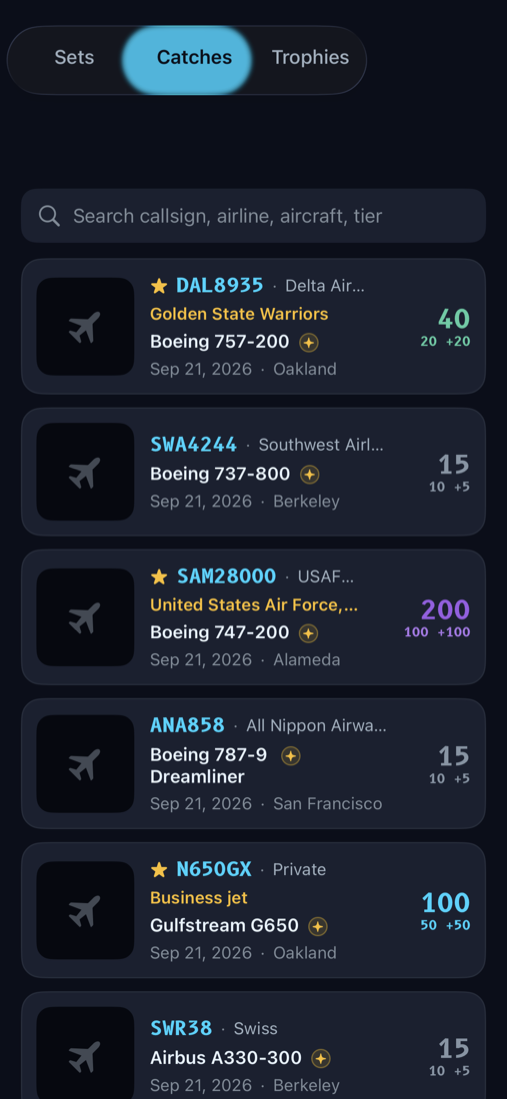 Sets Catches Trophies
Search callsign, airline, aircraft, tier
DAL8935 · Delta Air...
Golden State Warriors
Boeing 757-200
Sep 21, 2026 · Oakland
40
20 +20
SWA4244 · Southwest Airl...
Boeing 737-800
Sep 21, 2026 · Berkeley
15
10 +5
SAM28000 · USAF...
United States Air Force,...
Boeing 747-200
Sep 21, 2026 · Alameda
200
100 +100
ANA858 · All Nippon Airwa...
Boeing 787-9
Dreamliner
Sep 21, 2026 · San Francisco
15
10 +5
N650GX · Private
Business jet
Gulfstream G650
Sep 21, 2026 · Oakland
100
50 +50
SWR38 · Swiss
Airbus A330-300
Sep 21, 2026 · Berkeley
15
10 +5